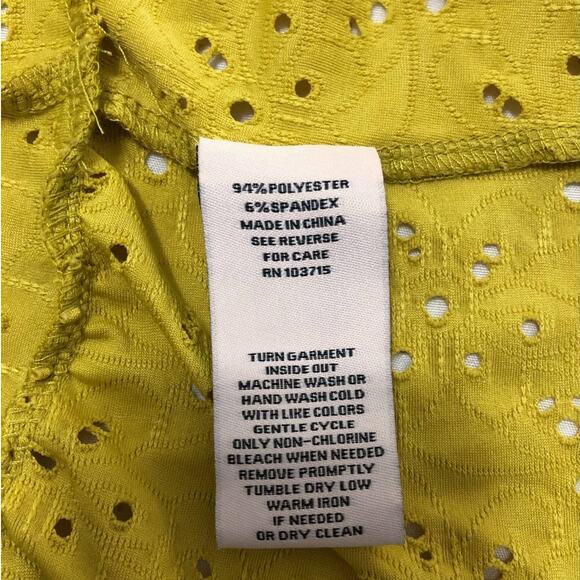 94% POLYESTER
6% SPANDEX
MADE IN CHINA
SEE REVERSE
FOR CARE
RN 103715
TURN GARMENT
INSIDE OUT
MACHINE WASH OR
HAND WASH COLD
WITH LIKE COLORS
GENTLE CYCLE
ONLY NON-CHLORINE
BLEACH WHEN NEEDED
REMOVE PROMPTLY
TUMBLE DRY LOW
WARM IRON
IF NEEDED
OR DRY CLEAN